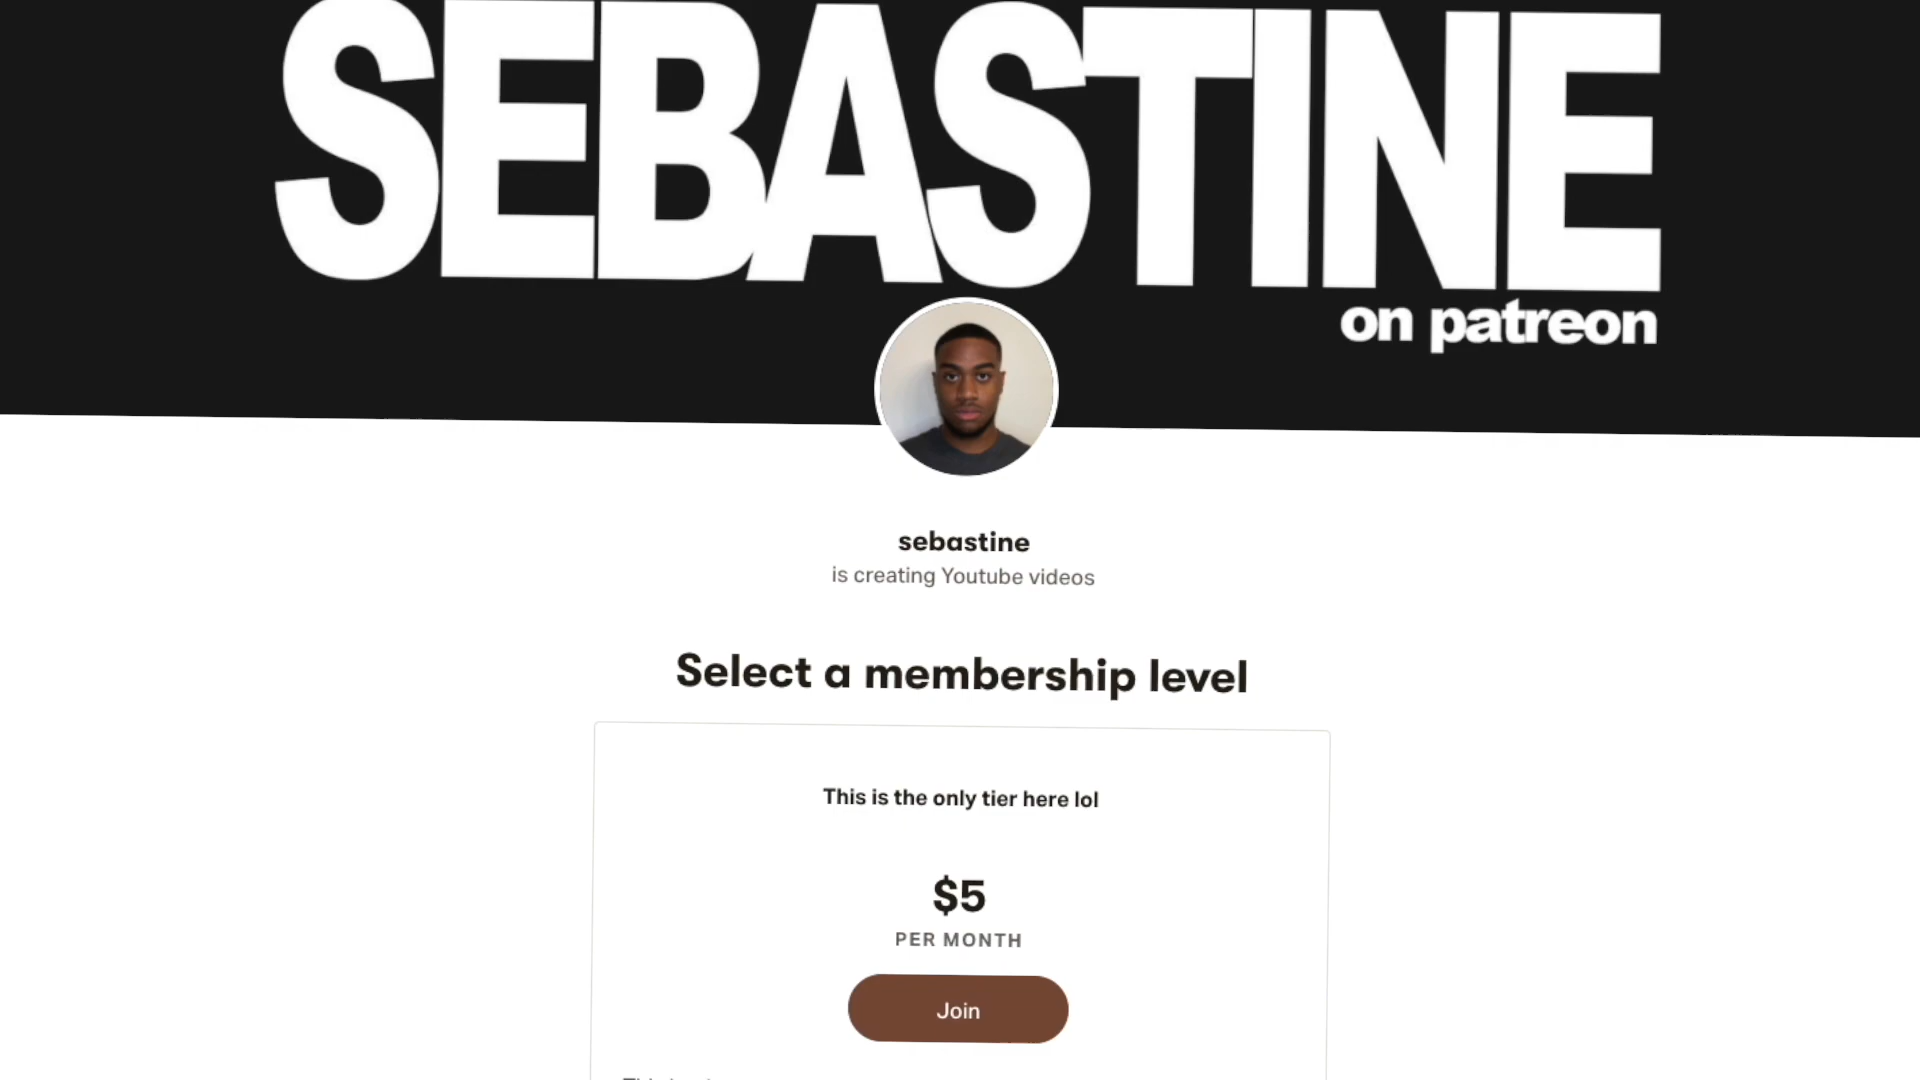 SEBASTINE
on patreon
sebastine
is creating Youtube videos
Select a membership level
This is the only tier here lol
$5
PER MONTH
Join